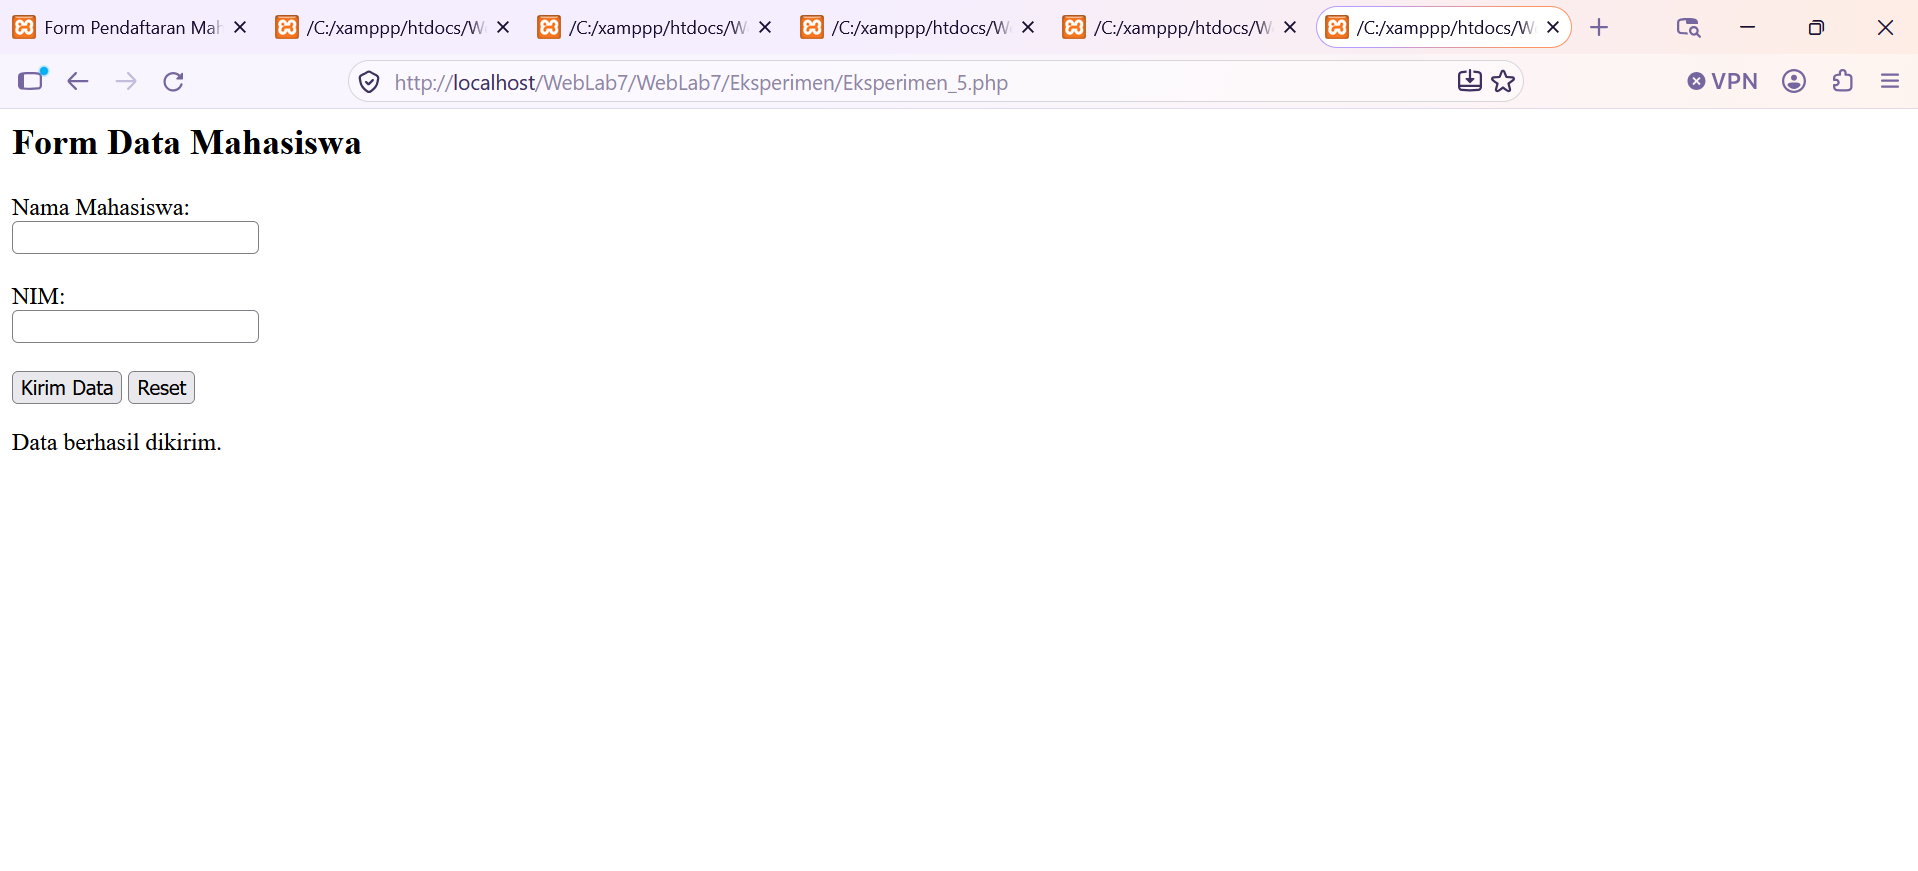 Form Pendaftaran Mah
/C:/xamppp/htdocs/W
/C:/xamppp/htdocs/W
/C:/xamppp/htdocs/W
/C:/xamppp/htdocs/W
/C:/xamppp/htdocs/W
http://localhost/WebLab7/WebLab7/Eksperimen/Eksperimen_5.php
VPN
Form Data Mahasiswa
Nama Mahasiswa:
NIM:
Kirim Data Reset
Data berhasil dikirim.